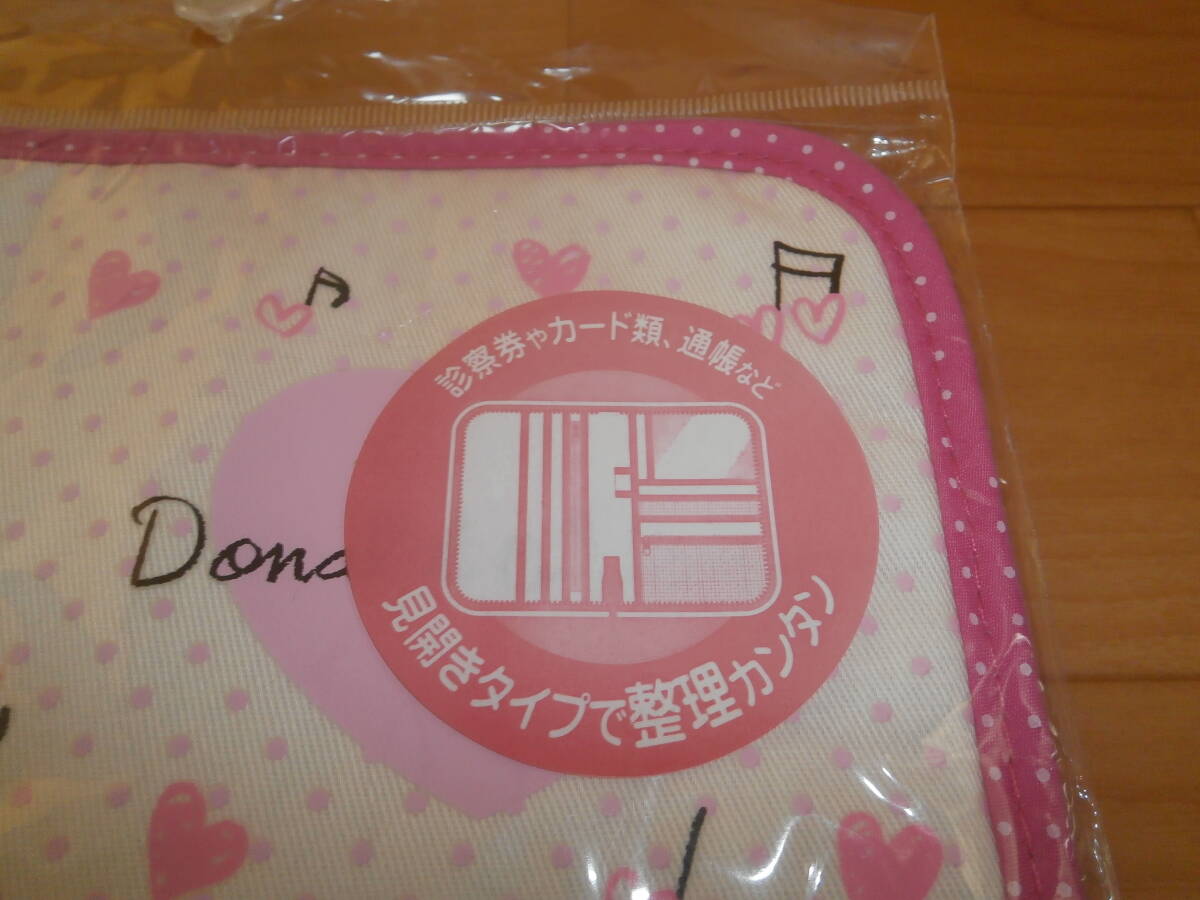 診察券やカード類、通帳など
Dona
見開きタイプで整理カンタン